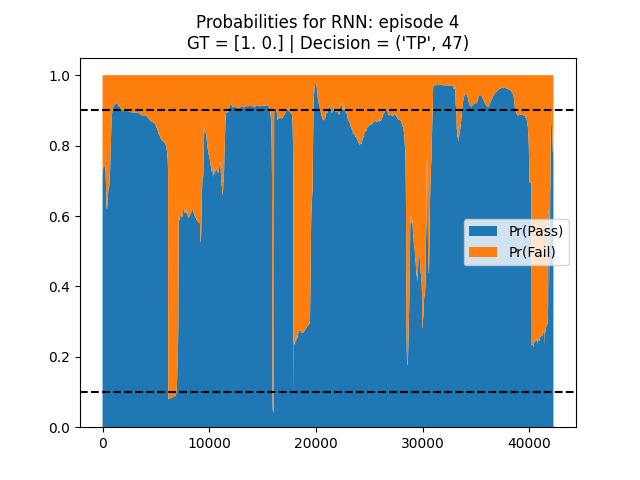 Probabilities for RNN: episode 4
GT = [1. 0.] | Decision = ('TP', 47)
1.0
0.8
0.6
0.4
0.2
0.0
Pr(Pass)
Pr(Fail)
0
10000
20000
30000
40000